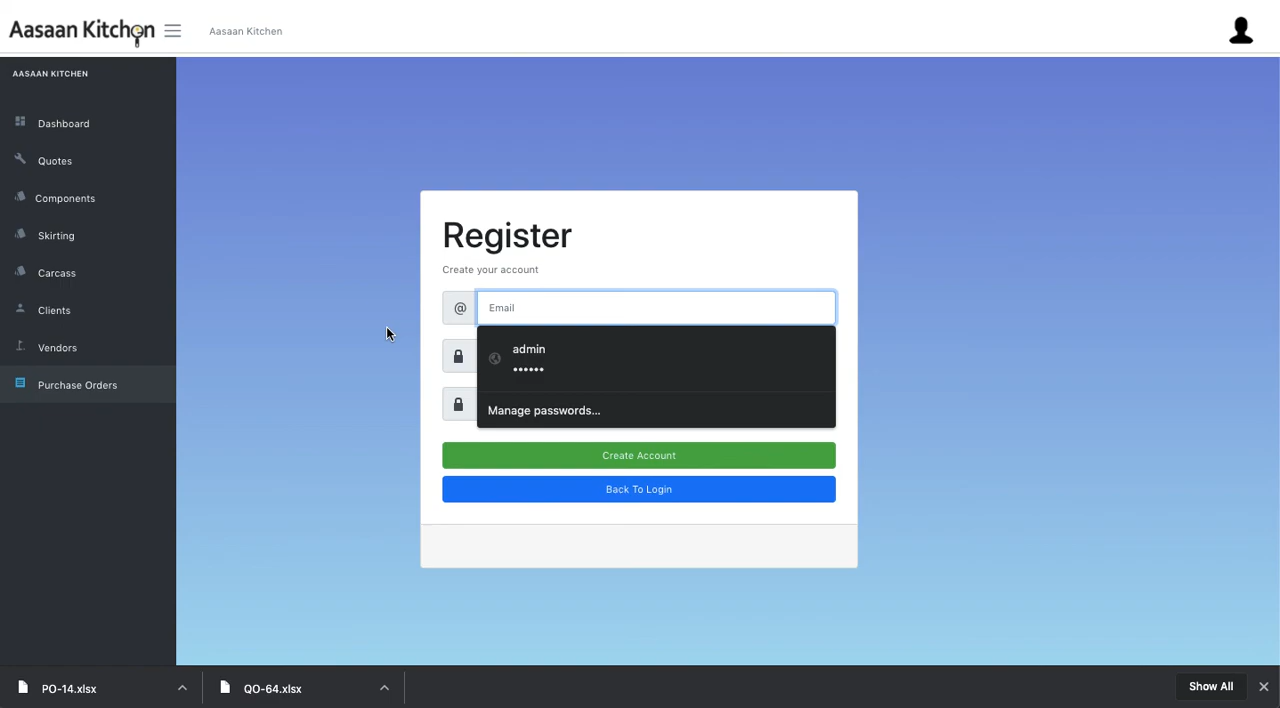 Aasaan Kitchen
Aasaan Kitchen
AASAAN KITCHEN
Dashboard
Quotes
Components
Skirting
Carcass
Clients
Vendors
Purchase Orders
Register
Create your account
@
Email
admin
••••••
Manage passwords...
Create Account
Back To Login
PO-14.xlsx
QO-64.xlsx
Show All